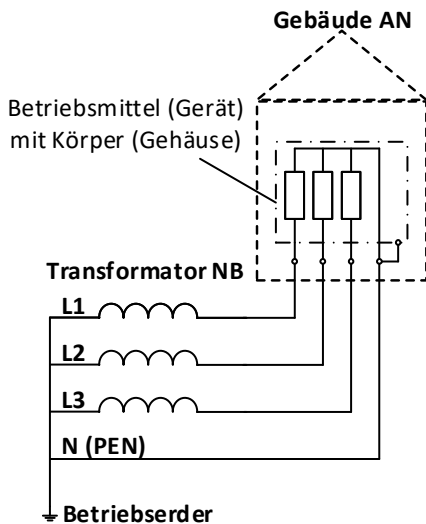 Gebäude AN
Betriebsmittel (Gerät)
mit Körper (Gehäuse)
Transformator NB
L1
L2
L3
N (PEN)
Betriebserder